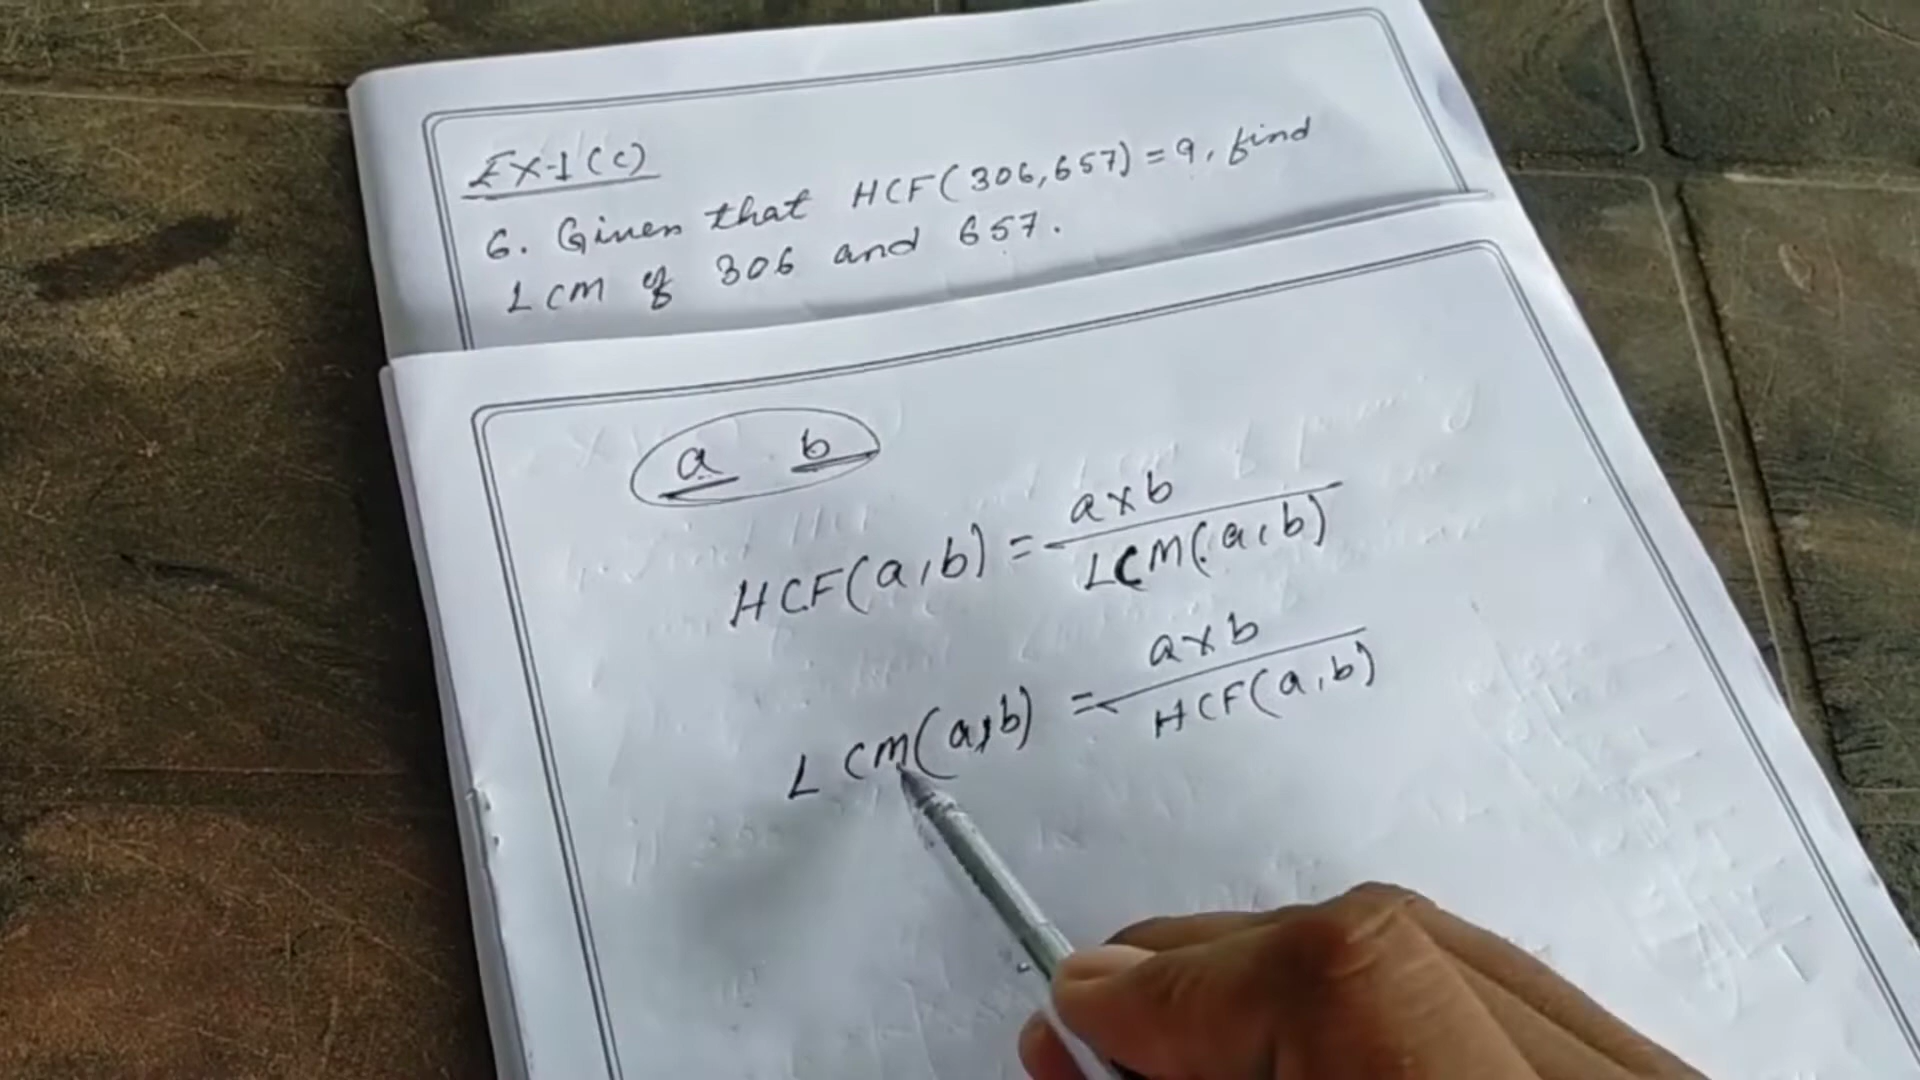 EX-1(c)
6. Given that HCF(306,657)=9, find
LCM of 306 and 657.
a b
HCF(a,b) = a×b / LCM(a,b)
LCM(a,b) = a×b / HCF(a,b)